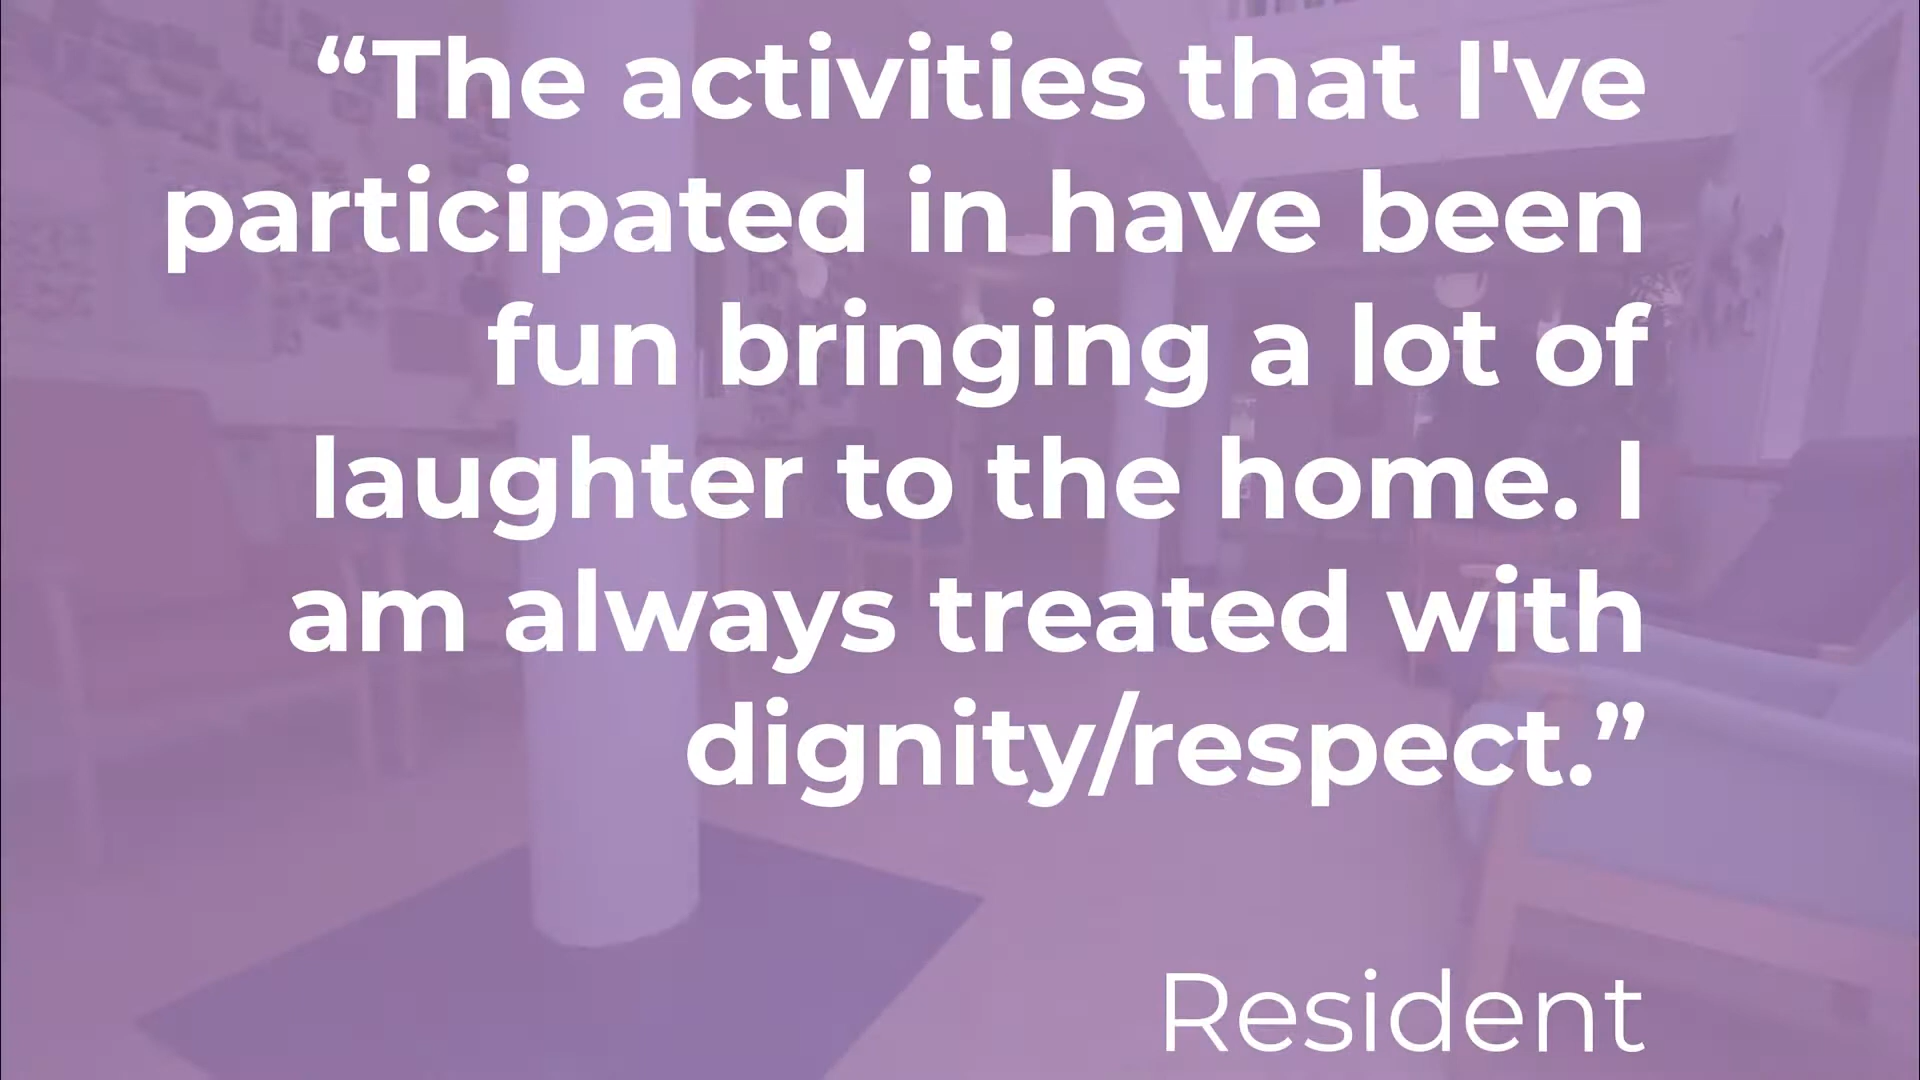 “The activities that I've
participated in have been
fun bringing a lot of
laughter to the home. I
am always treated with
dignity/respect.”
Resident